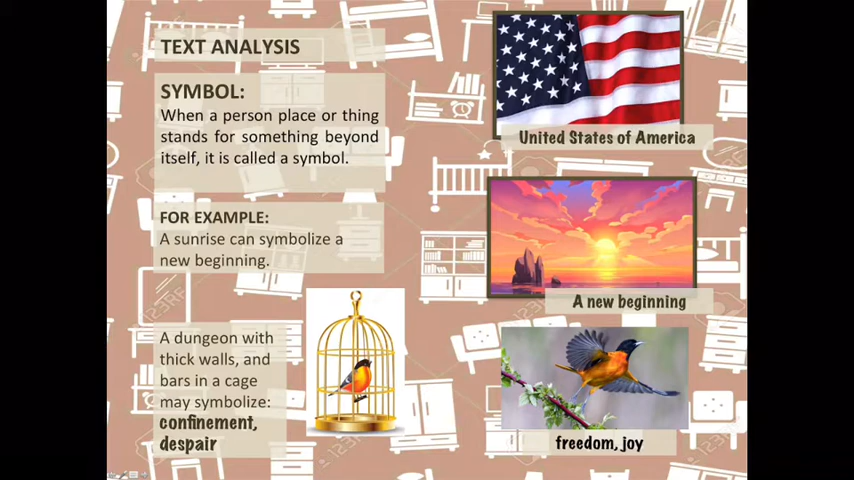 TEXT ANALYSIS
SYMBOL:
When a person place or thing
stands for something beyond
itself, it is called a symbol.
FOR EXAMPLE:
A sunrise can symbolize a
new beginning.
A dungeon with
thick walls, and
bars in a cage
may symbolize:
confinement,
despair
United States of America
A new beginning
freedom, joy